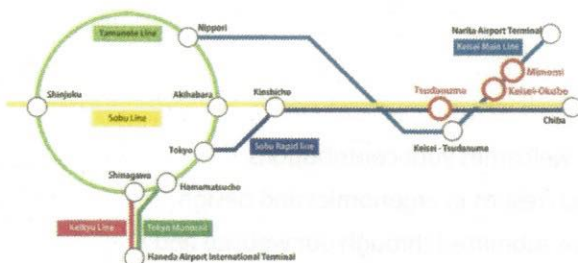 Nippori
Narita Airport Terminal
Yamanote Line
Keisei Main Line
Mimomi
Keisei-Okubo
Shinjuku
Akihabara
Kinshicho
Tsudanuma
Chiba
Sobu Line
Tokyo
Sobu Rapid line
Keisei - Tsudanuma
Shinagawa
Hamamatsucho
Keikyu Line
Tokyo Monorail
Haneda Airport International Terminal